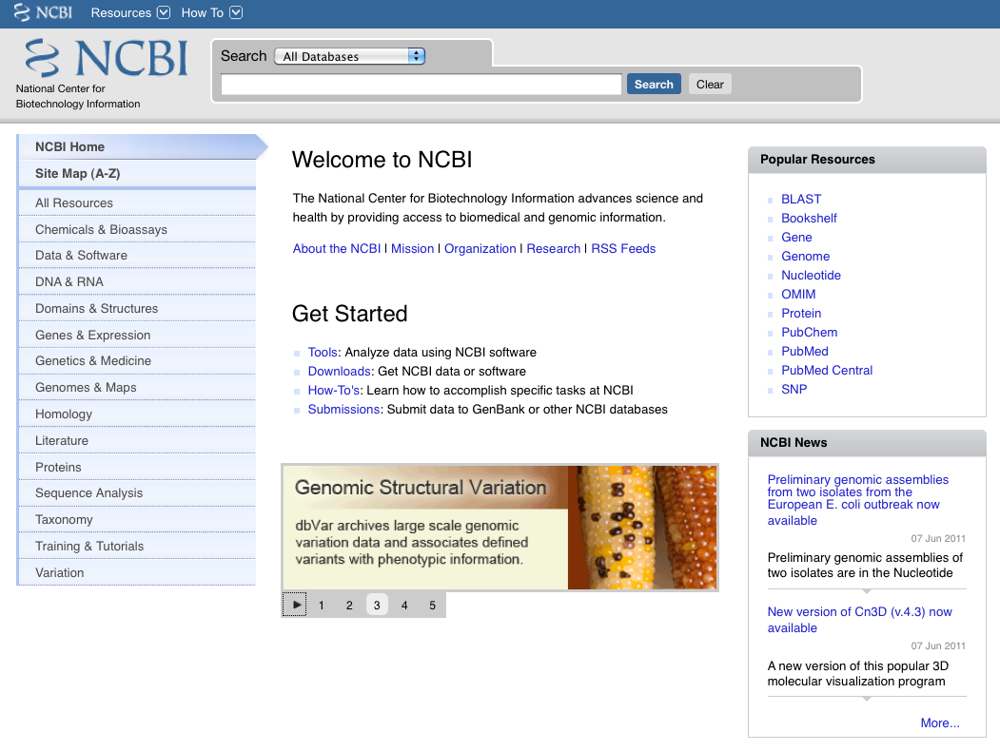 NCBI Resources How To
NCBI
National Center for
Biotechnology Information
Search All Databases
Search Clear
NCBI Home
Site Map (A-Z)
All Resources
Chemicals & Bioassays
Data & Software
DNA & RNA
Domains & Structures
Genes & Expression
Genetics & Medicine
Genomes & Maps
Homology
Literature
Proteins
Sequence Analysis
Taxonomy
Training & Tutorials
Variation
Welcome to NCBI
The National Center for Biotechnology Information advances science and
health by providing access to biomedical and genomic information.
About the NCBI | Mission | Organization | Research | RSS Feeds
Get Started
Tools: Analyze data using NCBI software
Downloads: Get NCBI data or software
How-To's: Learn how to accomplish specific tasks at NCBI
Submissions: Submit data to GenBank or other NCBI databases
Genomic Structural Variation
dbVar archives large scale genomic
variation data and associates defined
variants with phenotypic information.
1 2 3 4 5
Popular Resources
BLAST
Bookshelf
Gene
Genome
Nucleotide
OMIM
Protein
PubChem
PubMed
PubMed Central
SNP
NCBI News
Preliminary genomic assemblies
from two isolates from the
European E. coli outbreak now
available
07 Jun 2011
Preliminary genomic assemblies of
two isolates are in the Nucleotide
New version of Cn3D (v.4.3) now
available
07 Jun 2011
A new version of this popular 3D
molecular visualization program
More...